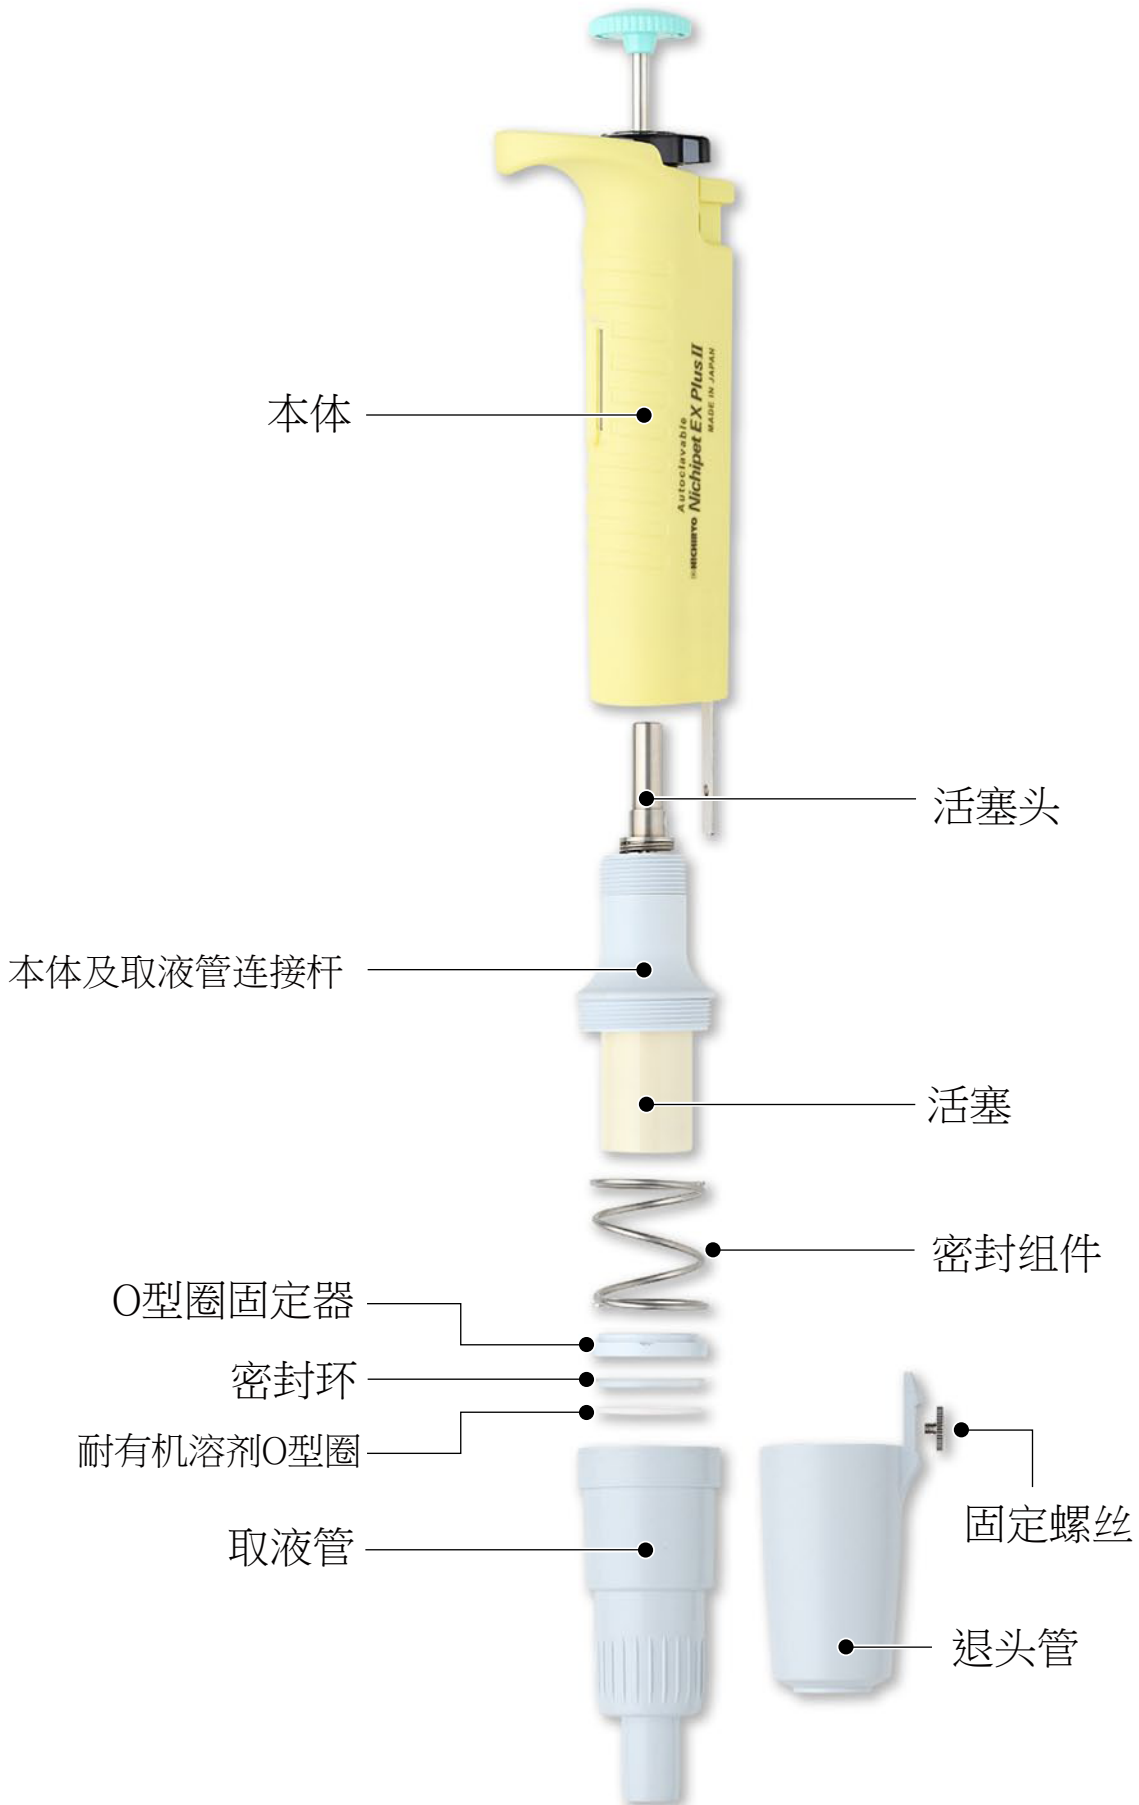 本体
Autoclavable
NICHIRYO Nichipet EX Plus II
MADE IN JAPAN
活塞头
本体及取液管连接杆
活塞
密封组件
O型圈固定器
密封环
耐有机溶剂O型圈
取液管
固定螺丝
退头管